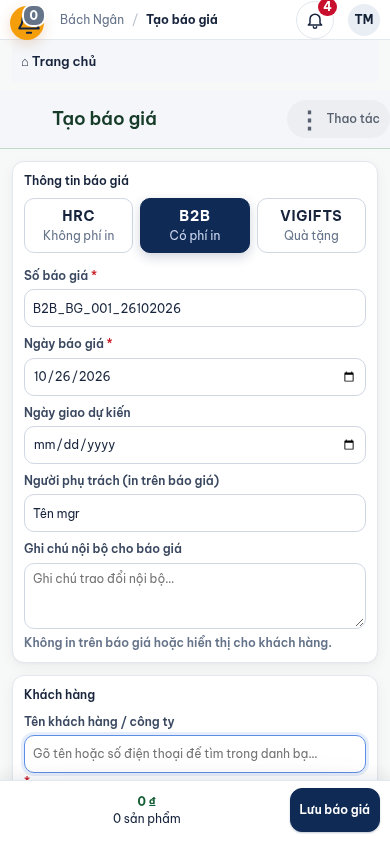 0
Bách Ngân / Tạo báo giá
4
TM
⌂ Trang chủ
Tạo báo giá
⋮ Thao tác
Thông tin báo giá
HRC
Không phí in
B2B
Có phí in
VIGIFTS
Quà tặng
Số báo giá *
B2B_BG_001_26102026
Ngày báo giá *
10/26/2026
Ngày giao dự kiến
mm/dd/yyyy
Người phụ trách (in trên báo giá)
Tên mgr
Ghi chú nội bộ cho báo giá
Ghi chú trao đổi nội bộ...
Không in trên báo giá hoặc hiển thị cho khách hàng.
Khách hàng
Tên khách hàng / công ty
Gõ tên hoặc số điện thoại để tìm trong danh bạ...
*
0 ₫
0 sản phẩm
Lưu báo giá